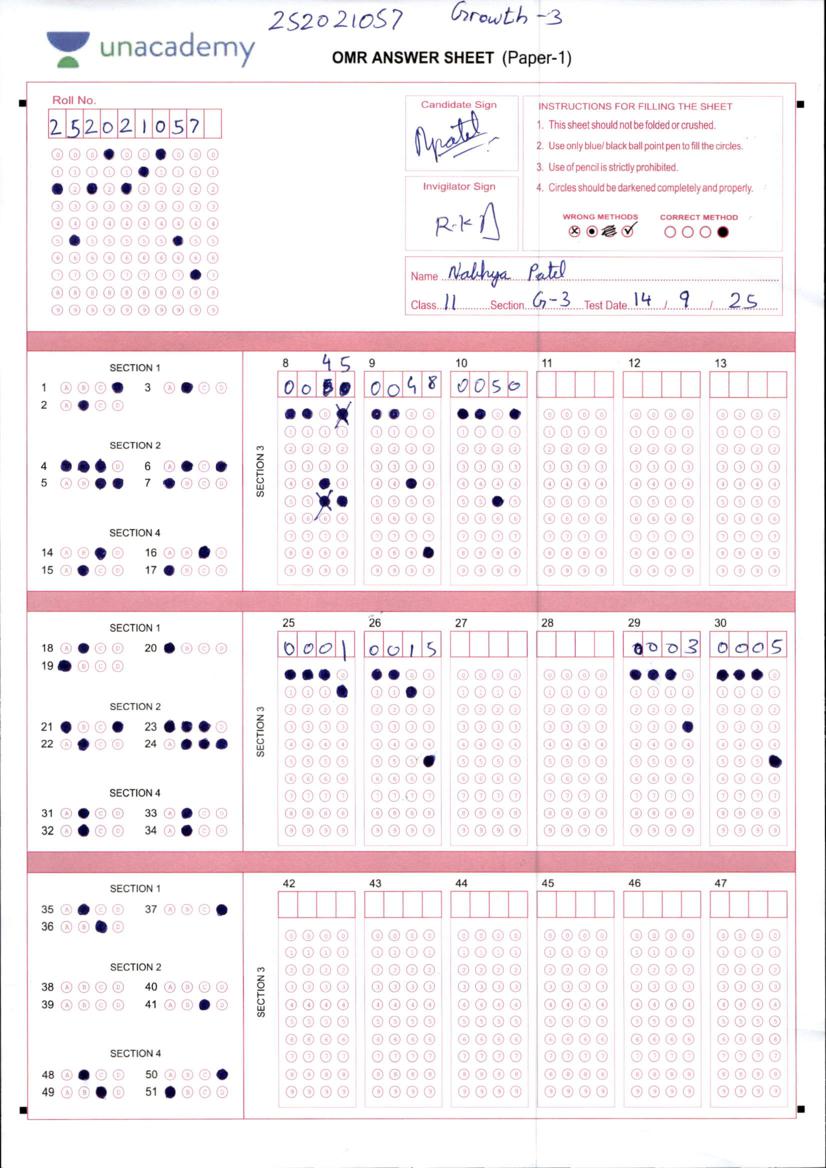 252021057 Growth -3
unacademy
OMR ANSWER SHEET (Paper-1)
Roll No.
2 5 2 0 2 1 0 5 7
Candidate Sign
Invigilator Sign
INSTRUCTIONS FOR FILLING THE SHEET
1. This sheet should not be folded or crushed.
2. Use only blue/ black ball point pen to fill the circles.
3. Use of pencil is strictly prohibited.
4. Circles should be darkened completely and properly.
WRONG METHODS CORRECT METHOD
Name Nabhya Patel
Class 11 Section G-3 Test Date 14 / 9 / 25
SECTION 1
1 3
2
SECTION 2
4 6
5 7
SECTION 4
14 16
15 17
SECTION 3
8 9 10 11 12 13
4 5
0 0 4 8 0 0 5 0
SECTION 1
18 20
19
SECTION 2
21 23
22 24
SECTION 4
31 33
32 34
SECTION 3
25 26 27 28 29 30
0 0 0 1 0 0 1 5 0 0 0 3 0 0 0 5
SECTION 1
35 37
36
SECTION 2
38 40
39 41
SECTION 4
48 50
49 51
SECTION 3
42 43 44 45 46 47